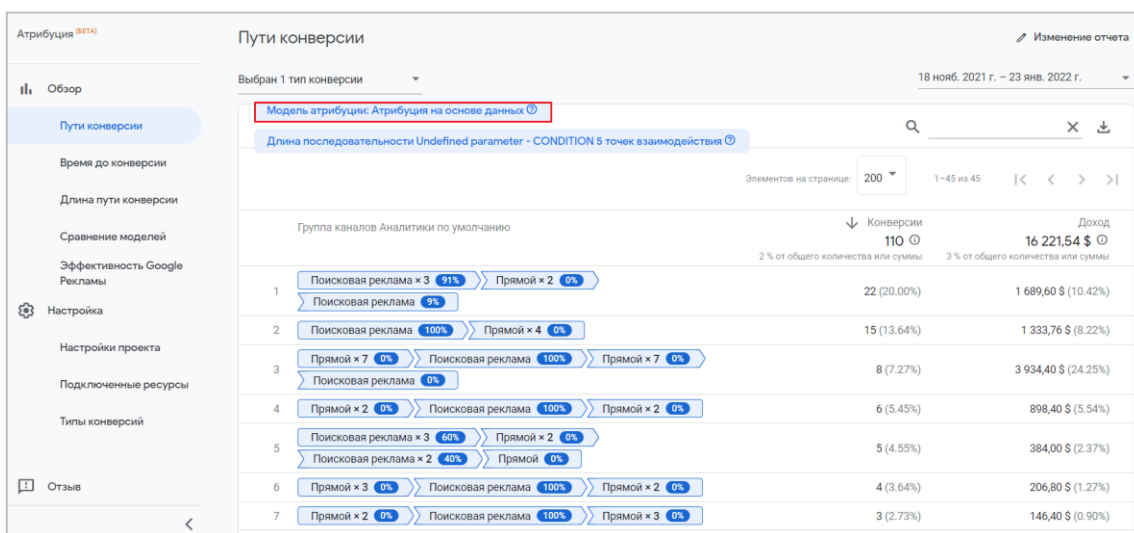 Атрибуция (BETA)
Обзор
Пути конверсии
Время до конверсии
Длина пути конверсии
Сравнение моделей
Эффективность Google
Рекламы
Настройка
Настройки проекта
Подключенные ресурсы
Типы конверсий
Отзыв
Пути конверсии
Изменение отчета
Выбран 1 тип конверсии
18 нояб. 2021 г. – 23 янв. 2022 г.
Модель атрибуции: Атрибуция на основе данных
Длина последовательности Undefined parameter - CONDITION 5 точек взаимодействия
Элементов на странице: 200 1–45 из 45
Группа каналов Аналитики по умолчанию Конверсии Доход
110 16 221,54 $
2 % от общего количества или суммы 3 % от общего количества или суммы
1 Поисковая реклама × 3 91% Прямой × 2 0%
Поисковая реклама 9% 22 (20.00%) 1 689,60 $ (10.42%)
2 Поисковая реклама 100% Прямой × 4 0% 15 (13.64%) 1 333,76 $ (8.22%)
3 Прямой × 7 0% Поисковая реклама 100% Прямой × 7 0%
Поисковая реклама 0% 8 (7.27%) 3 934,40 $ (24.25%)
4 Прямой × 2 0% Поисковая реклама 100% Прямой × 2 0% 6 (5.45%) 898,40 $ (5.54%)
5 Поисковая реклама × 3 60% Прямой × 2 0%
Поисковая реклама × 2 40% Прямой 0% 5 (4.55%) 384,00 $ (2.37%)
6 Прямой × 3 0% Поисковая реклама 100% Прямой × 2 0% 4 (3.64%) 206,80 $ (1.27%)
7 Прямой × 2 0% Поисковая реклама 100% Прямой × 3 0% 3 (2.73%) 146,40 $ (0.90%)